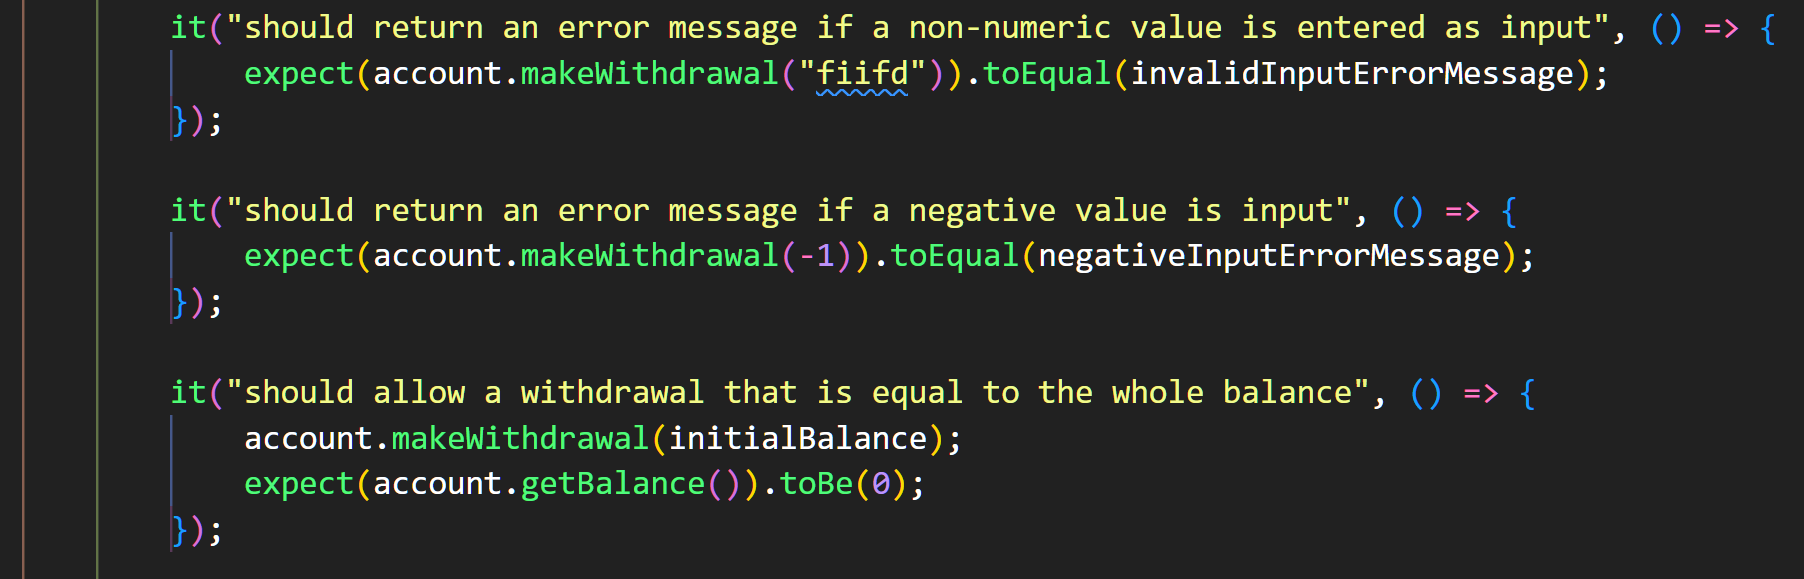 it("should return an error message if a non-numeric value is entered as input", () => {
    expect(account.makeWithdrawal("fiifd")).toEqual(invalidInputErrorMessage);
});

it("should return an error message if a negative value is input", () => {
    expect(account.makeWithdrawal(-1)).toEqual(negativeInputErrorMessage);
});

it("should allow a withdrawal that is equal to the whole balance", () => {
    account.makeWithdrawal(initialBalance);
    expect(account.getBalance()).toBe(0);
});